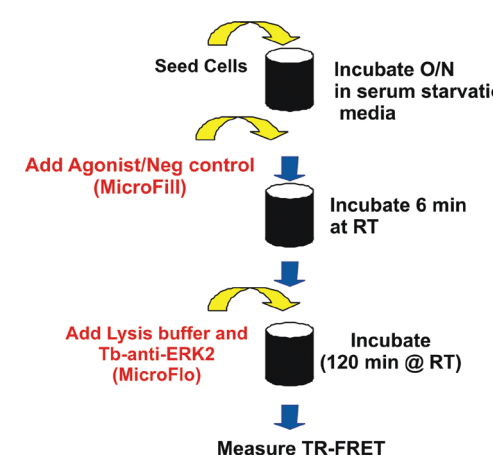 Seed Cells
Incubate O/N
in serum starvatio
media
Add Agonist/Neg control
(MicroFill)
Incubate 6 min
at RT
Add Lysis buffer and
Tb-anti-ERK2
(MicroFlo)
Incubate
(120 min @ RT)
Measure TR-FRET